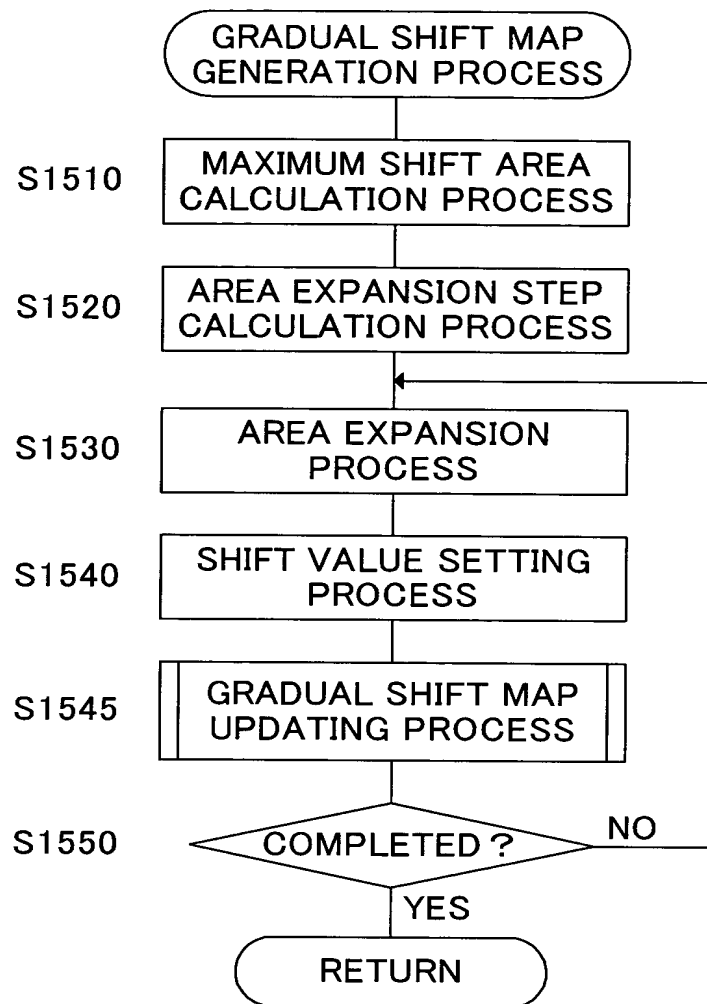 GRADUAL SHIFT MAP
GENERATION PROCESS
S1510
MAXIMUM SHIFT AREA
CALCULATION PROCESS
S1520
AREA EXPANSION STEP
CALCULATION PROCESS
S1530
AREA EXPANSION
PROCESS
S1540
SHIFT VALUE SETTING
PROCESS
S1545
GRADUAL SHIFT MAP
UPDATING PROCESS
S1550
COMPLETED ?
NO
YES
RETURN